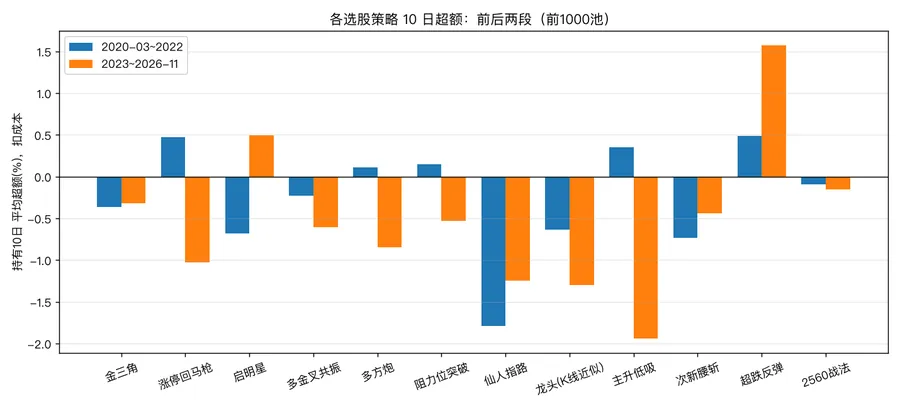 各选股策略 10 日超额：前后两段（前1000池）
2020-03~2022
2023~2026-11
持有10日 平均超额(%)，扣成本
1.5
1.0
0.5
0.0
−0.5
−1.0
−1.5
−2.0
金三角
涨停回马枪
启明星
多金叉共振
多方炮
阻力位突破
仙人指路
龙头(K线近似)
主升低吸
次新腰斩
超跌反弹
2560战法